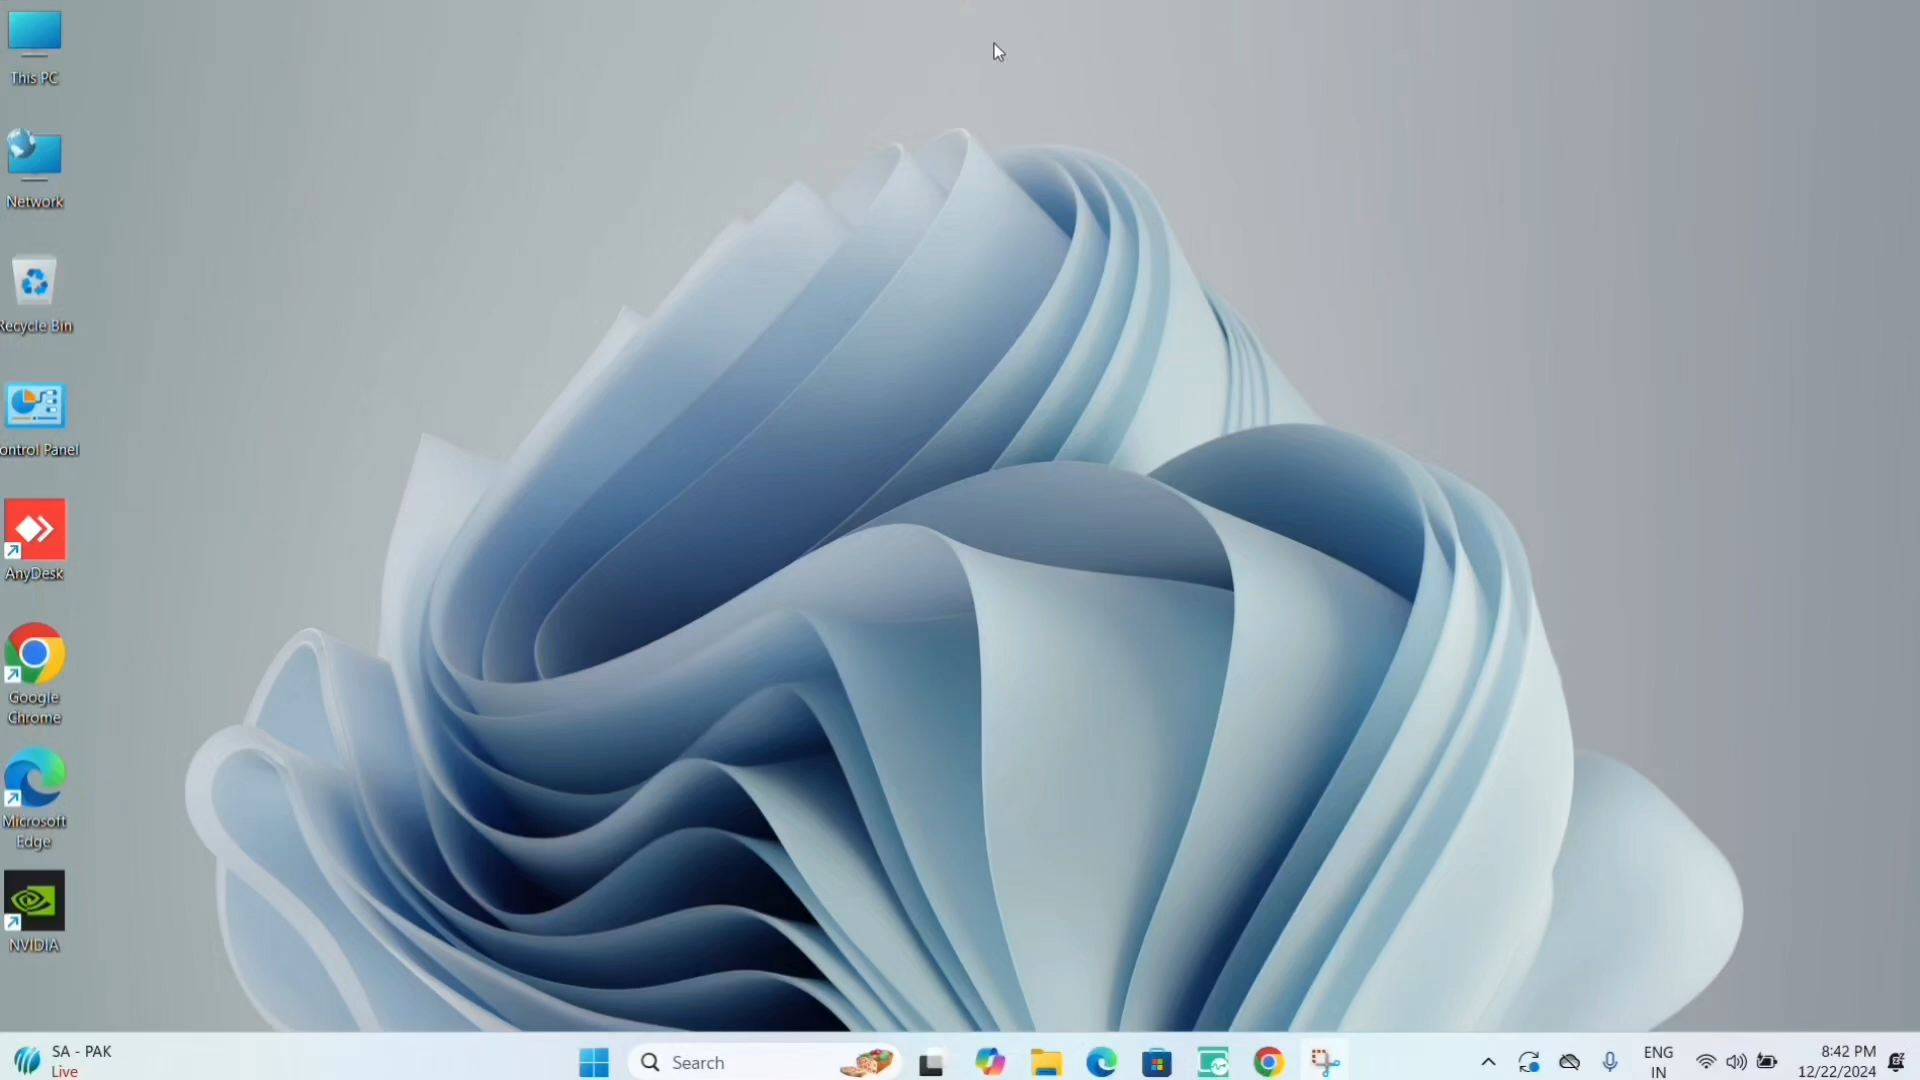 This PC
Network
Recycle Bin
ontrol Panel
AnyDesk
Google
Chrome
Microsoft
Edge
NVIDIA
SA - PAK
Live
Search
ENG
IN
8:42 PM
12/22/2024